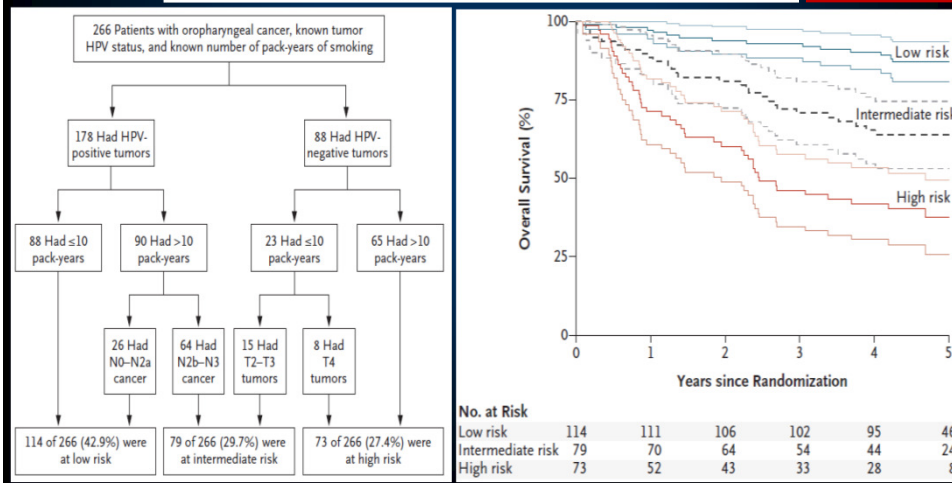 266 Patients with oropharyngeal cancer, known tumor
HPV status, and known number of pack-years of smoking
178 Had HPV-
positive tumors
88 Had HPV-
negative tumors
88 Had ≤10
pack-years
90 Had >10
pack-years
23 Had ≤10
pack-years
65 Had >10
pack-years
26 Had
N0–N2a
cancer
64 Had
N2b–N3
cancer
15 Had
T2–T3
tumors
8 Had
T4
tumors
114 of 266 (42.9%) were
at low risk
79 of 266 (29.7%) were
at intermediate risk
73 of 266 (27.4%) were
at high risk
Overall Survival (%)
100
75
50
25
0
Low risk
Intermediate risk
High risk
0 1 2 3 4 5
Years since Randomization
No. at Risk
Low risk 114 111 106 102 95 46
Intermediate risk 79 70 64 54 44 24
High risk 73 52 43 33 28 8